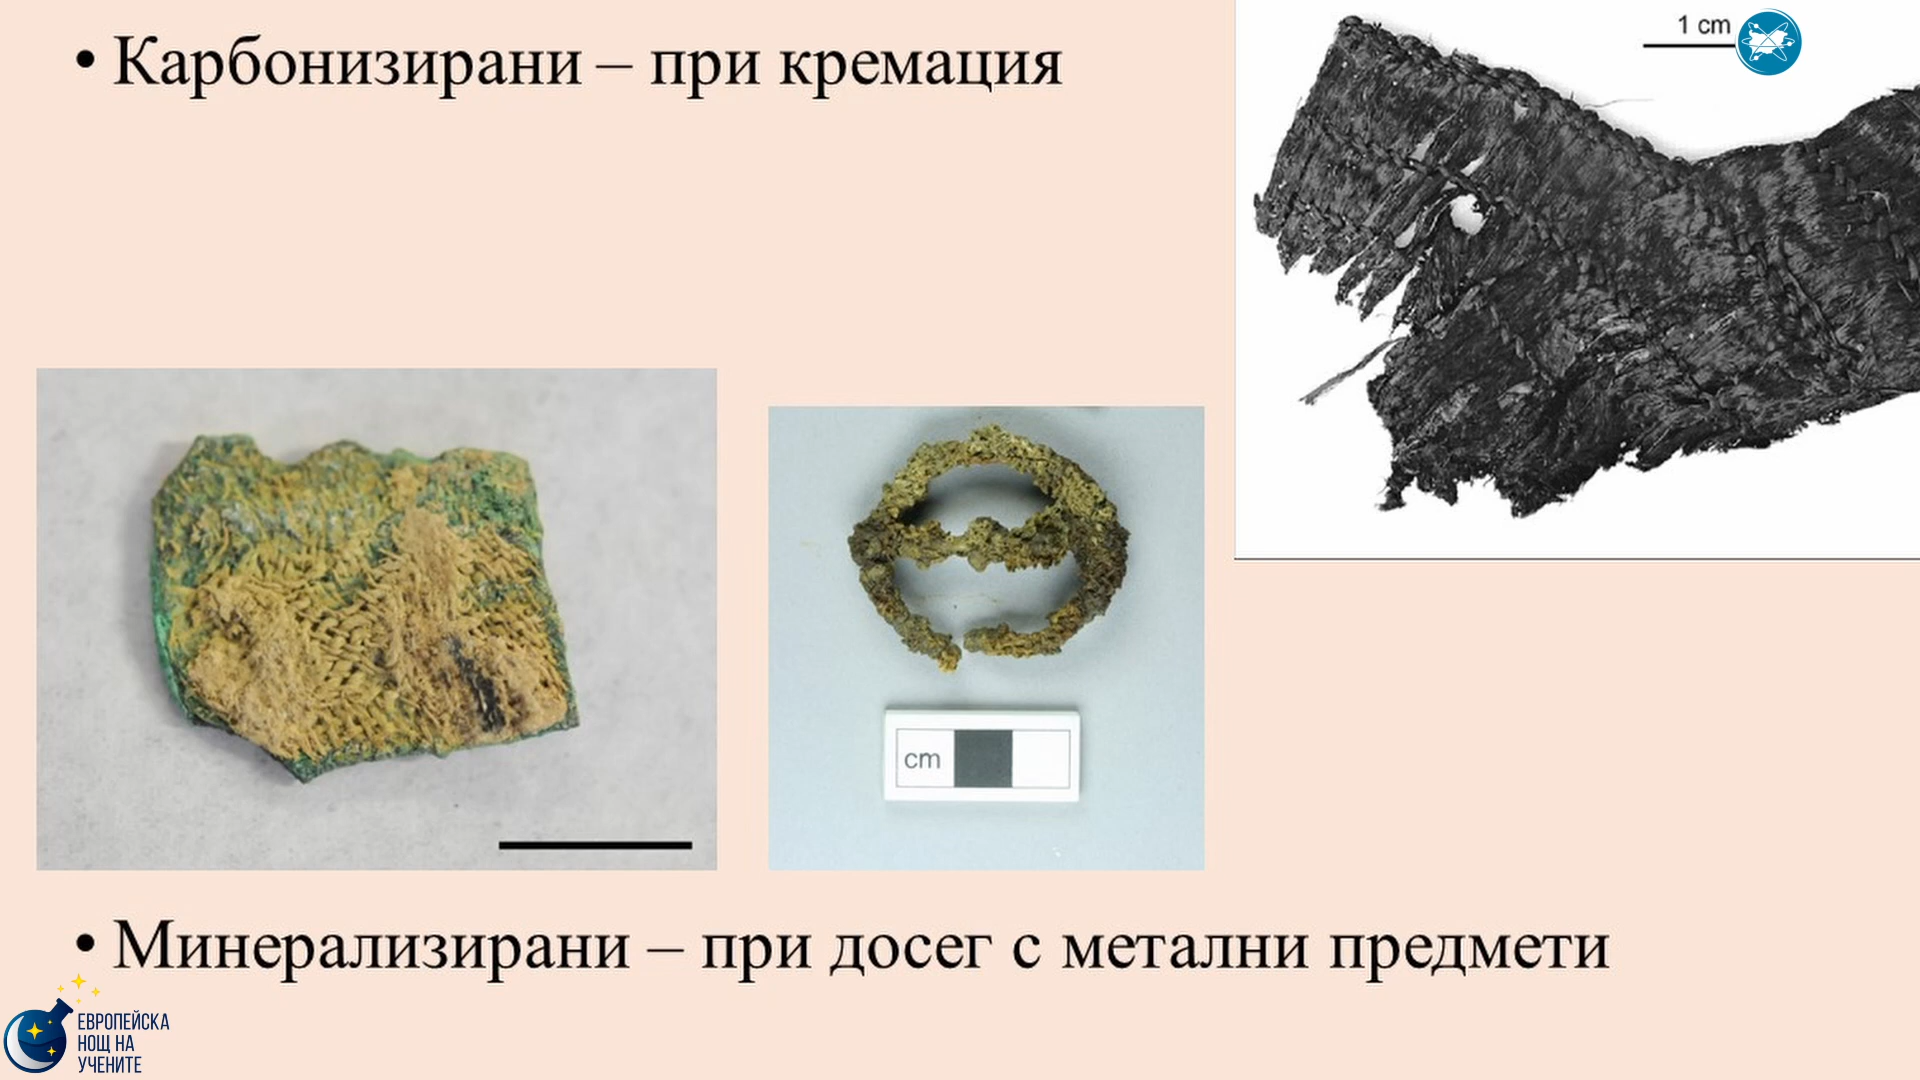 • Карбонизирани – при кремация
1 cm
cm
• Минерализирани – при досег с метални предмети
ЕВРОПЕЙСКА
НОЩ НА
УЧЕНИТЕ